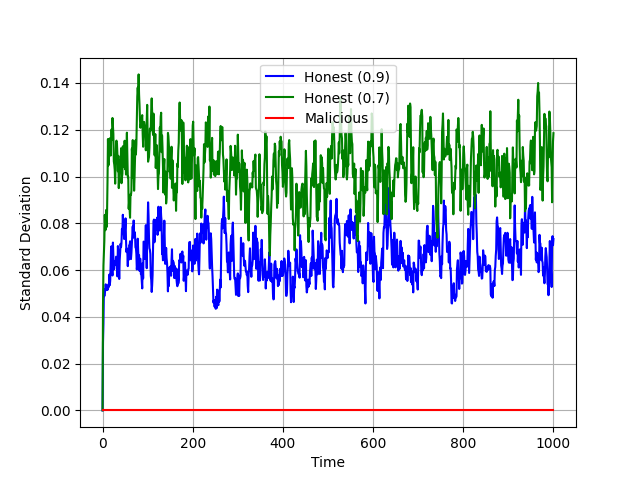 Honest (0.9)
Honest (0.7)
Malicious
0.14
0.12
0.10
0.08
0.06
0.04
0.02
0.00
Standard Deviation
0 200 400 600 800 1000
Time